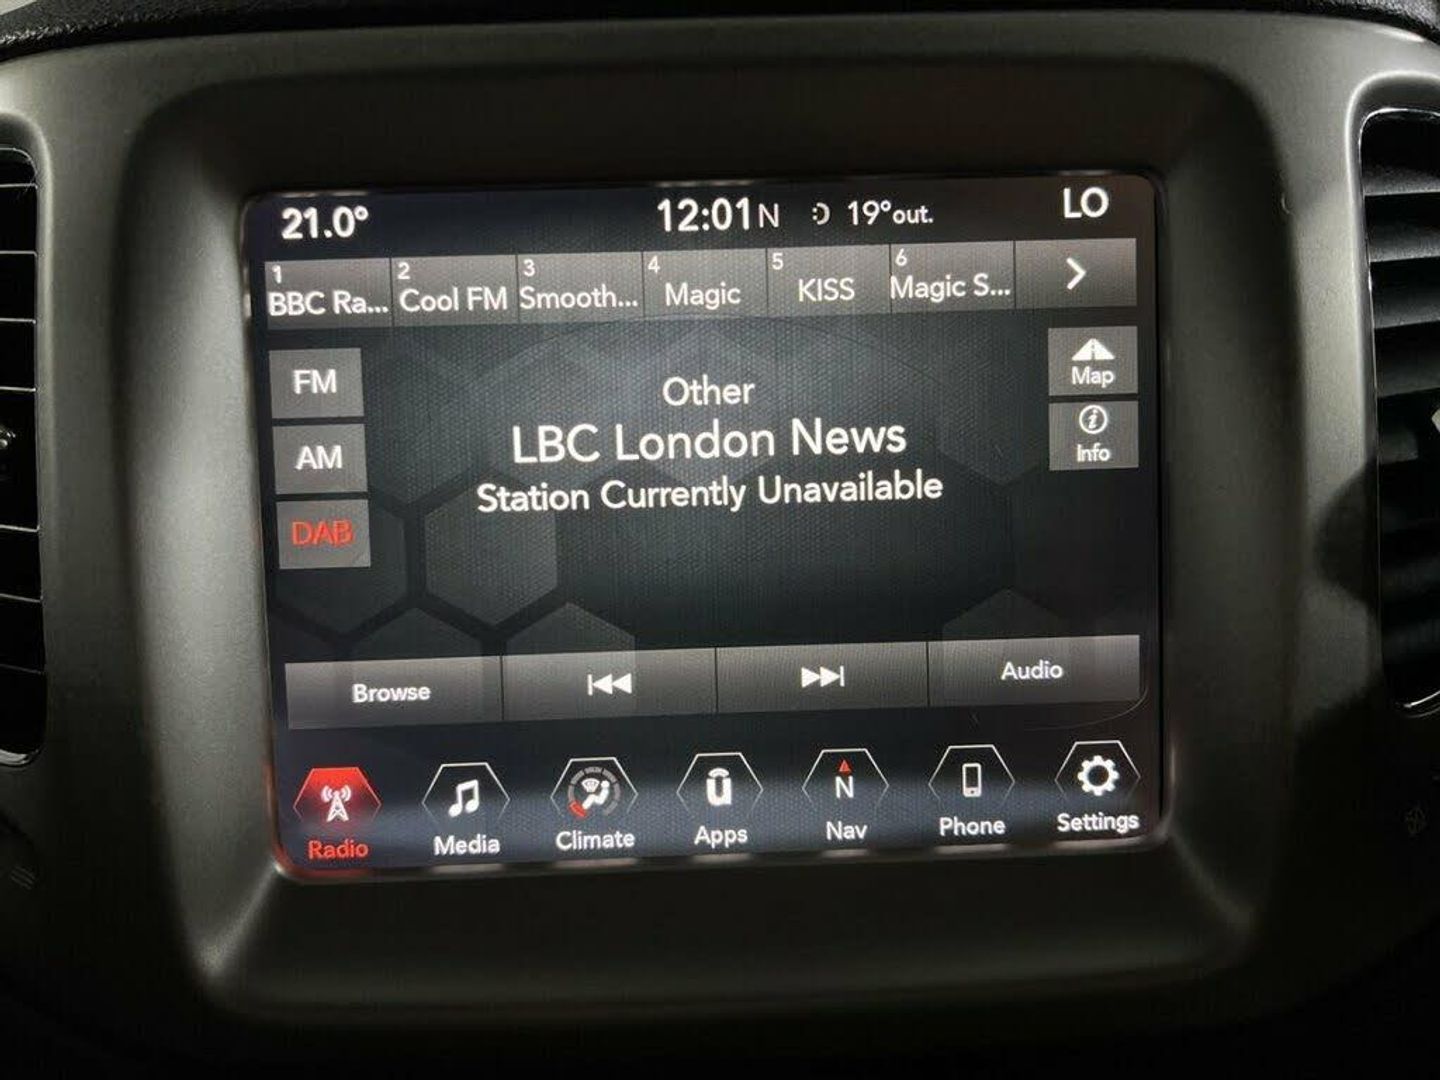 21.0° 12:01N 19°out. LO
1 2 3 4 5 6
BBC Ra... Cool FM Smooth... Magic KISS Magic S...
FM
AM
DAB
Other
LBC London News
Station Currently Unavailable
Map
Info
Browse Audio
N
Radio Media Climate Apps Nav Phone Settings